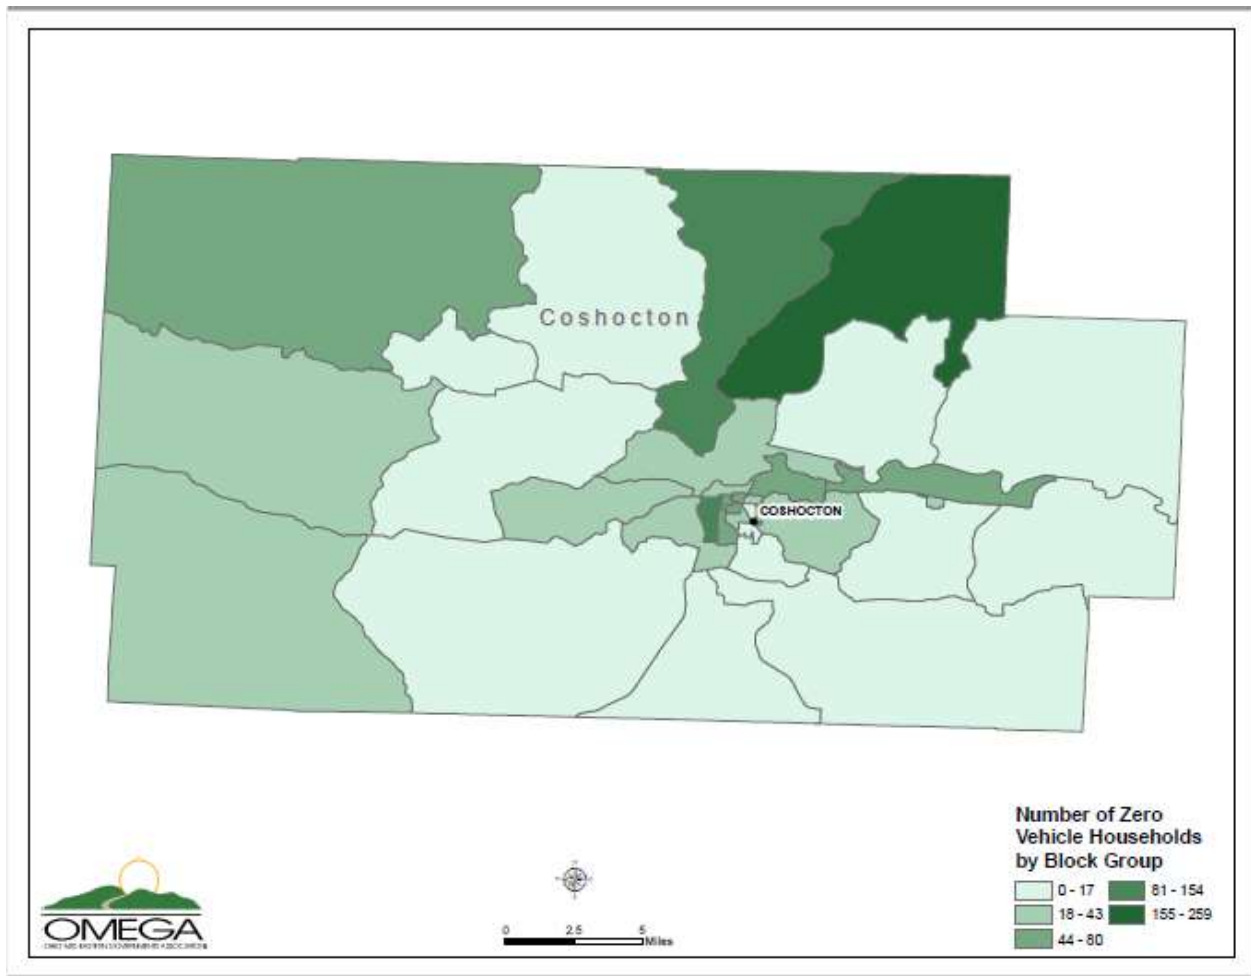 Coshocton
COSHOCTON
Number of Zero
Vehicle Households
by Block Group
0 - 17
81 - 154
18 - 43
155 - 259
44 - 80
OMEGA
0 2.5 5
Miles